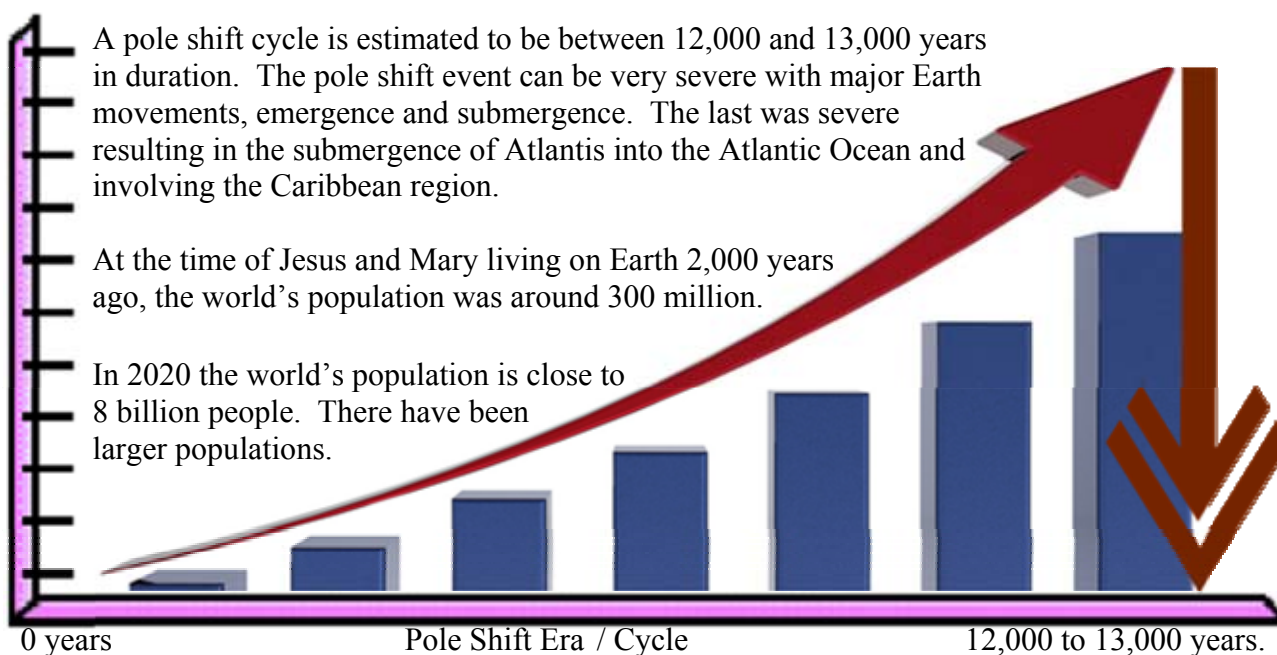 A pole shift cycle is estimated to be between 12,000 and 13,000 years
in duration.  The pole shift event can be very severe with major Earth
movements, emergence and submergence.  The last was severe
resulting in the submergence of Atlantis into the Atlantic Ocean and
involving the Caribbean region.
At the time of Jesus and Mary living on Earth 2,000 years
ago, the world’s population was around 300 million.
In 2020 the world’s population is close to
8 billion people.  There have been
larger populations.
0 years Pole Shift Era / Cycle 12,000 to 13,000 years.